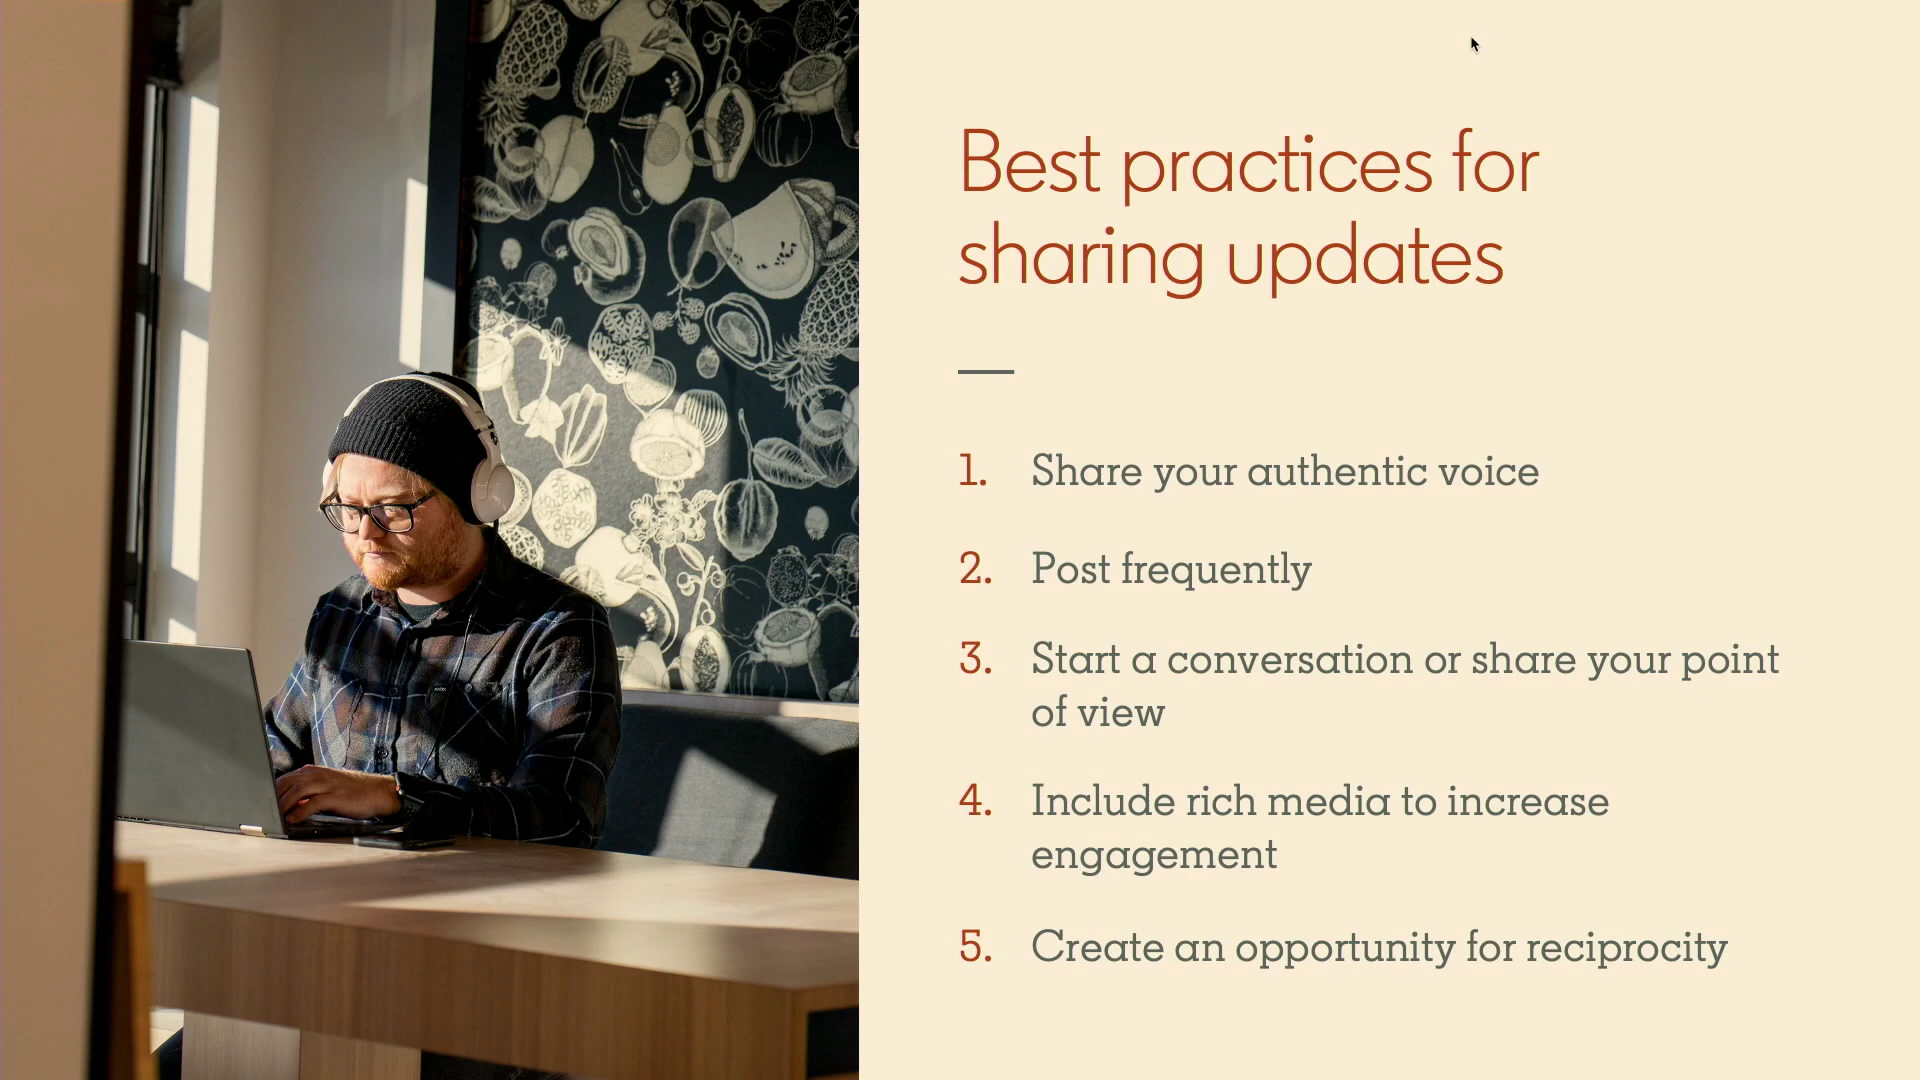 Best practices for
sharing updates
1. Share your authentic voice
2. Post frequently
3. Start a conversation or share your point
of view
4. Include rich media to increase
engagement
5. Create an opportunity for reciprocity